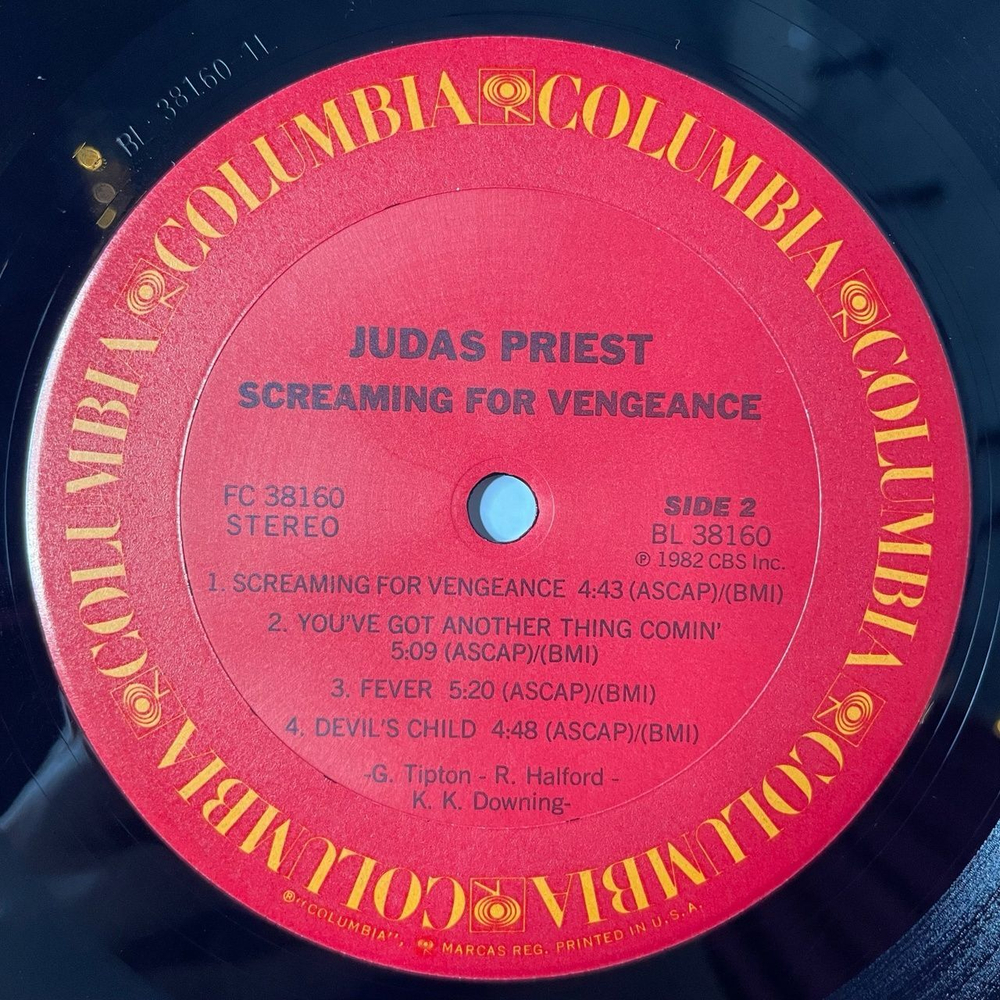 BL-38160-1L
COLUMBIA COLUMBIA COLUMBIA COLUMBIA COLUMBIA COLUMBIA
JUDAS PRIEST
SCREAMING FOR VENGEANCE
FC 38160
STEREO
SIDE 2
BL 38160
℗ 1982 CBS Inc.
1. SCREAMING FOR VENGEANCE 4:43 (ASCAP)/(BMI)
2. YOU'VE GOT ANOTHER THING COMIN'
5:09 (ASCAP)/(BMI)
3. FEVER 5:20 (ASCAP)/(BMI)
4. DEVIL'S CHILD 4:48 (ASCAP)/(BMI)
-G. Tipton - R. Halford -
K. K. Downing-
® "COLUMBIA", MARCAS REG. PRINTED IN U.S.A.